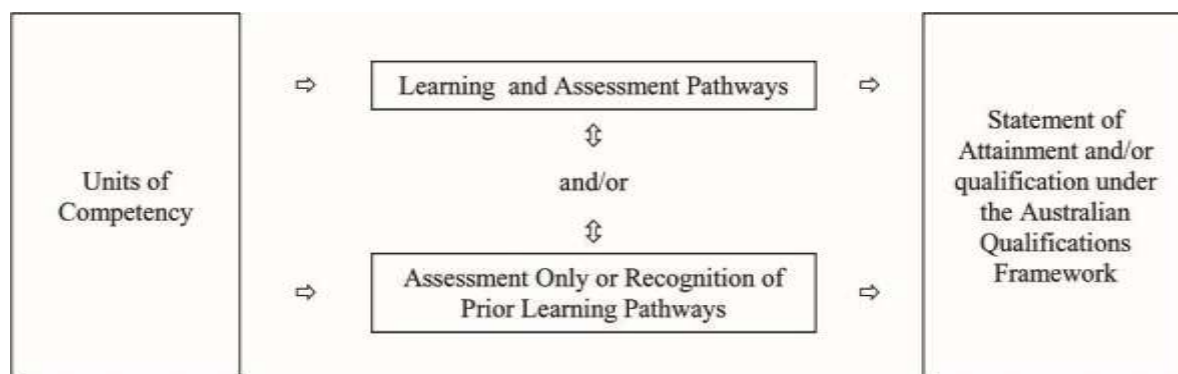 Units of
Competency
⇨
Learning and Assessment Pathways
⇨
⇳
and/or
⇳
⇨
Assessment Only or Recognition of
Prior Learning Pathways
⇨
Statement of
Attainment and/or
qualification under
the Australian
Qualifications
Framework